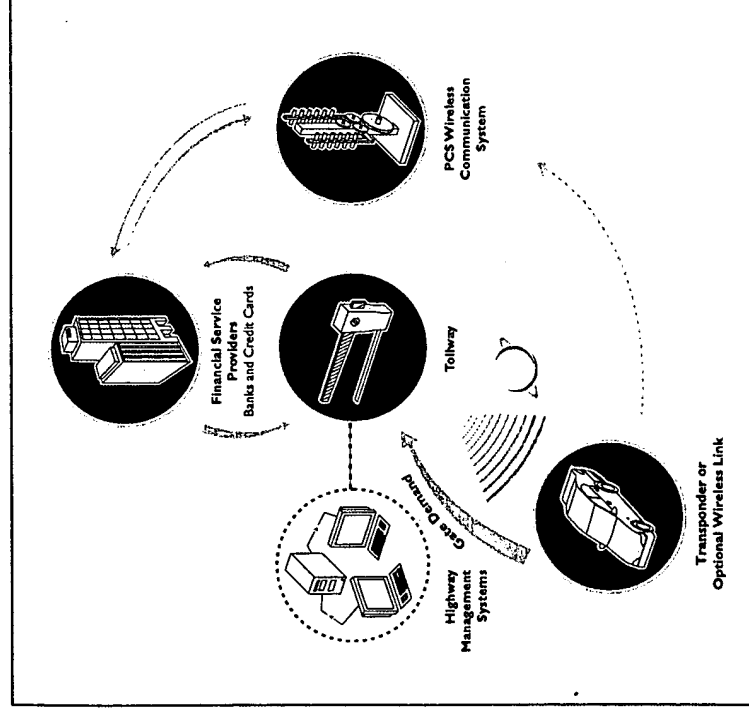 Financial Service
Providers
Banks and Credit Cards
PCS Wireless
Communication
System
Tollway
Highway
Management
Systems
Gate Demand
Transponder or
Optional Wireless Link